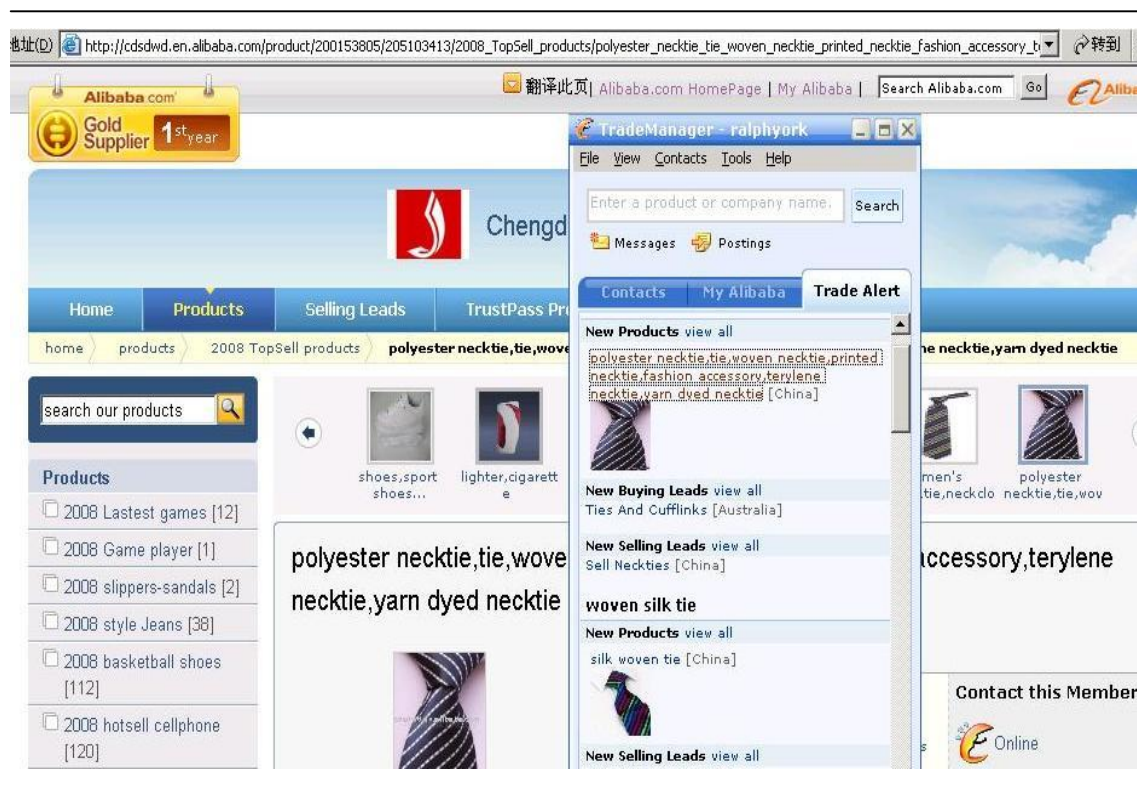 地址(D) http://cdsdwd.en.alibaba.com/product/200153805/205103413/2008_TopSell_products/polyester_necktie_tie_woven_necktie_printed_necktie_fashion_accessory_t 转到
翻译此页| Alibaba.com HomePage | My Alibaba | Search Alibaba.com Go Aliba
Alibaba.com
Gold Supplier 1st year
TradeManager - ralphyork
File View Contacts Tools Help
Enter a product or company name. Search
Messages Postings
Contacts My Alibaba Trade Alert
New Products view all
polyester necktie,tie,woven necktie,printed
necktie,fashion accessory,terylene
necktie,yarn dyed necktie [China]
New Buying Leads view all
Ties And Cufflinks [Australia]
New Selling Leads view all
Sell Neckties [China]
woven silk tie
New Products view all
silk woven tie [China]
New Selling Leads view all
Chengd
Home Products Selling Leads TrustPass Pr
home products 2008 TopSell products polyester necktie,tie,wove ne necktie,yarn dyed necktie
search our products
shoes,sport
shoes...
lighter,cigarett
e
men's
tie,neckclo
polyester
necktie,tie,wov
Products
2008 Lastest games [12]
2008 Game player [1]
2008 slippers-sandals [2]
2008 style Jeans [38]
2008 basketball shoes
[112]
2008 hotsell cellphone
[120]
polyester necktie,tie,wove accessory,terylene
necktie,yarn dyed necktie
Contact this Member
Online